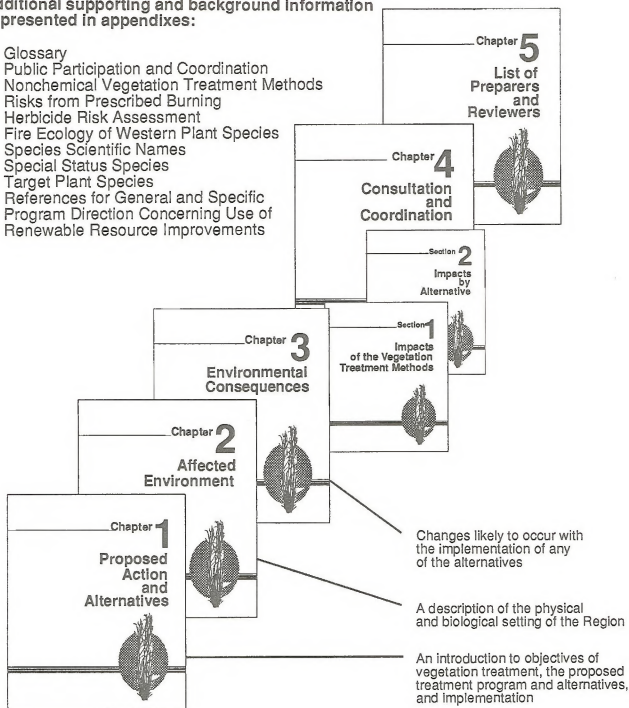 dditional supporting and background information
presented in appendixes:
Glossary
Public Participation and Coordination
Nonchemical Vegetation Treatment Methods
Risks from Prescribed Burning
Herbicide Risk Assessment
Fire Ecology of Western Plant Species
Species Scientific Names
Special Status Species
Target Plant Species
References for General and Specific
Program Direction Concerning Use of
Renewable Resource Improvements
Chapter 5
List of
Preparers
and
Reviewers
Chapter 4
Consultation
and
Coordination
Section 2
Impacts
by
Alternative
Section 1
Impacts
of the Vegetation
Treatment Methods
Chapter 3
Environmental
Consequences
Chapter 2
Affected
Environment
Chapter 1
Proposed
Action
and
Alternatives
Changes likely to occur with
the implementation of any
of the alternatives
A description of the physical
and biological setting of the Region
An introduction to objectives of
vegetation treatment, the proposed
treatment program and alternatives,
and implementation